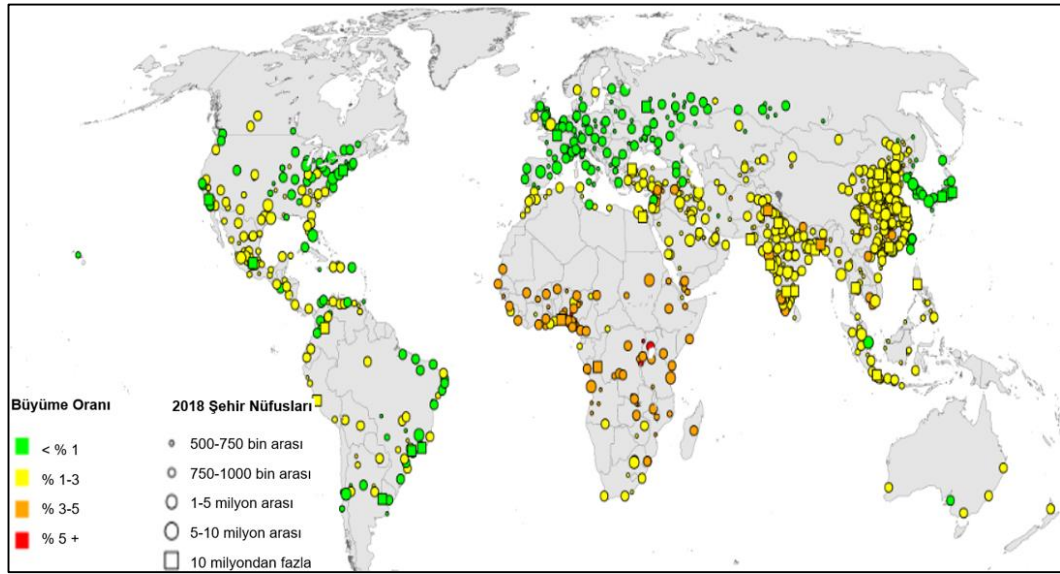 Büyüme Oranı
< % 1
% 1-3
% 3-5
% 5 +
2018 Şehir Nüfusları
500-750 bin arası
750-1000 bin arası
1-5 milyon arası
5-10 milyon arası
10 milyondan fazla